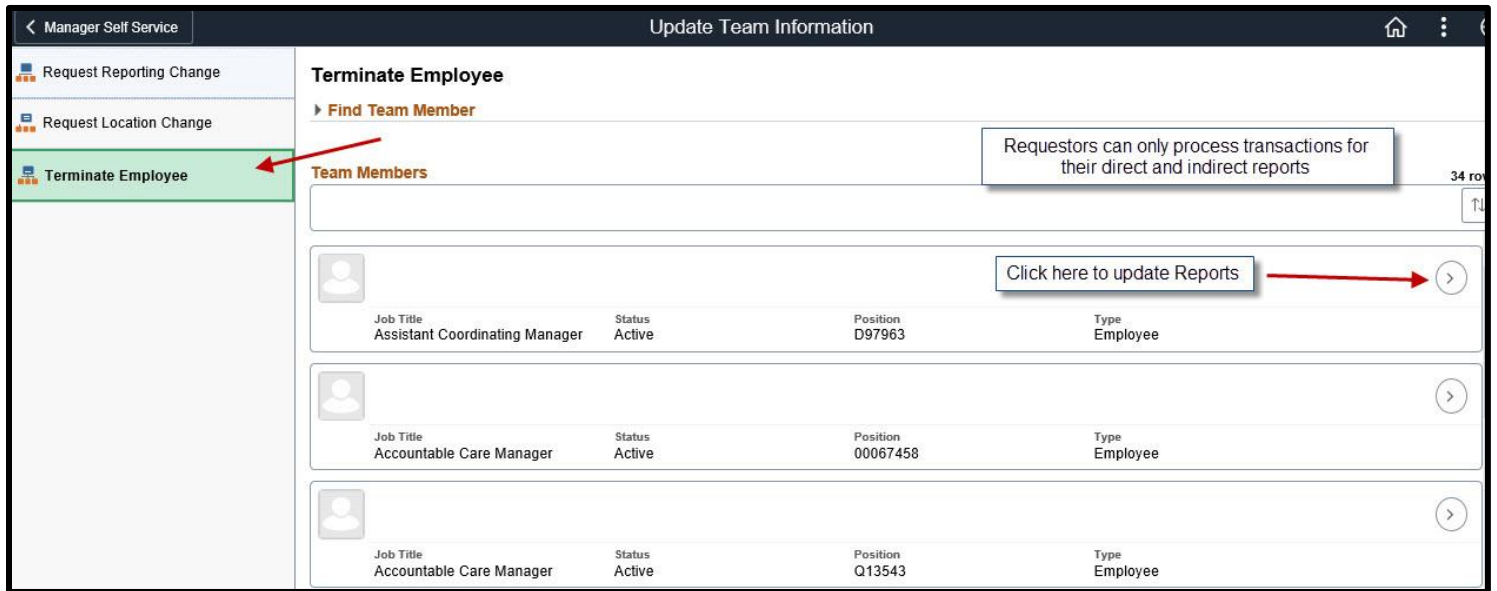 Manager Self Service
Update Team Information
Request Reporting Change
Request Location Change
Terminate Employee
Terminate Employee
Find Team Member
Requestors can only process transactions for
their direct and indirect reports
Team Members
34
Click here to update Reports
Job Title Status Position Type
Assistant Coordinating Manager Active D97963 Employee
Job Title Status Position Type
Accountable Care Manager Active 00067458 Employee
Job Title Status Position Type
Accountable Care Manager Active Q13543 Employee